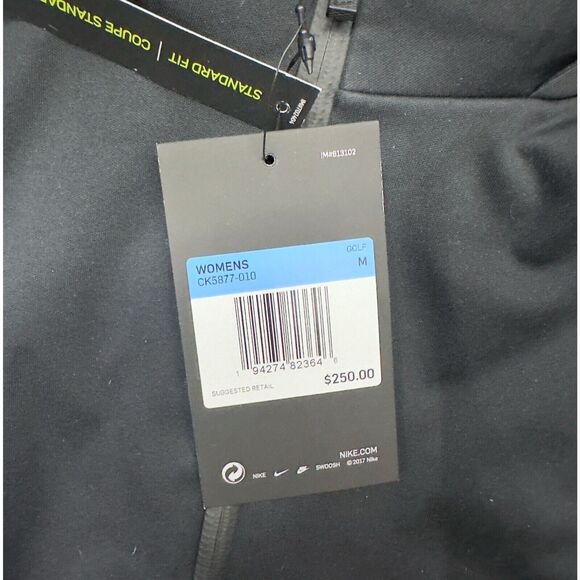 STANDARD FIT | COUPE STANDARD
IM#813102
GOLF
WOMENS
M
CK5877-010
1 94274 82364 6
SUGGESTED RETAIL
$250.00
NIKE.COM
NIKE
SWOOSH © 2017 Nike